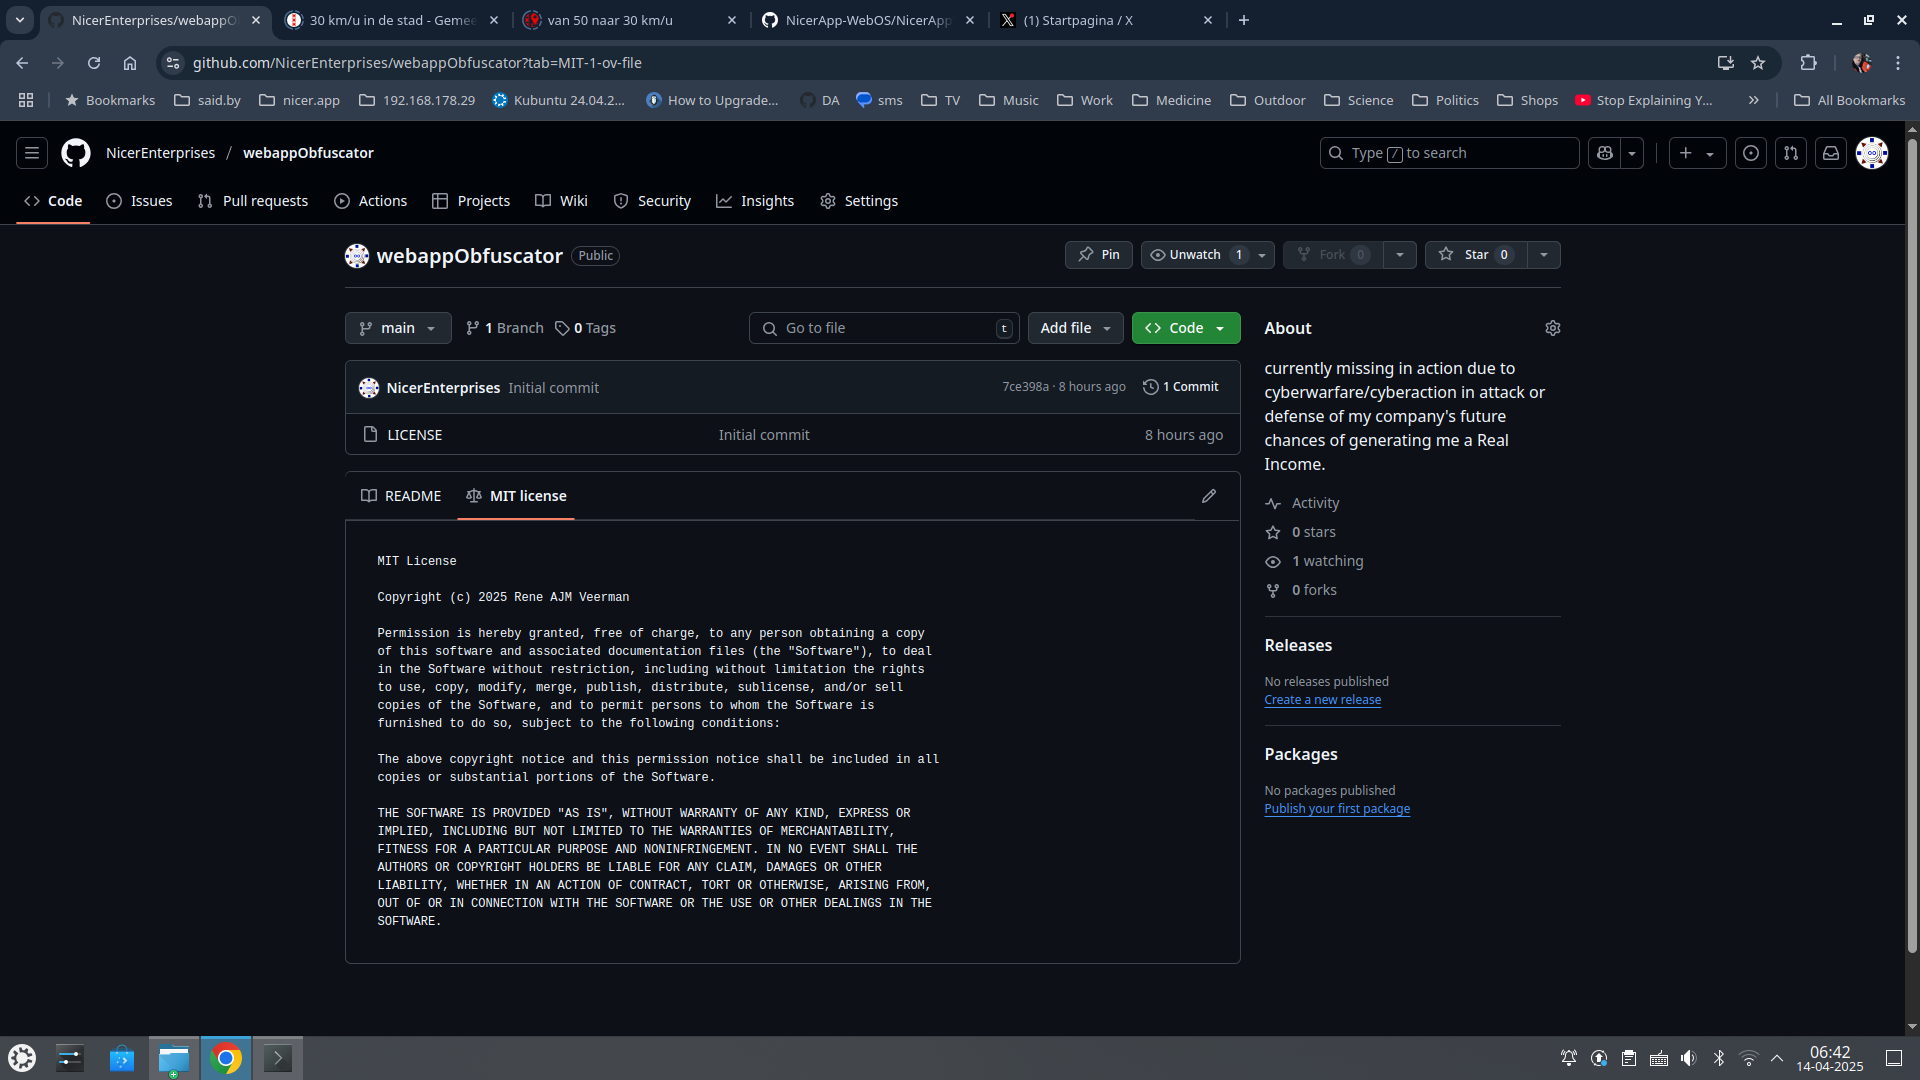 NicerEnterprises/webappO
30 km/u in de stad - Gemee
van 50 naar 30 km/u
NicerApp-WebOS/NicerApp
(1) Startpagina / X
github.com/NicerEnterprises/webappObfuscator?tab=MIT-1-ov-file
Bookmarks said.by nicer.app 192.168.178.29 Kubuntu 24.04.2... How to Upgrade... DA sms TV Music Work Medicine Outdoor Science Politics Shops Stop Explaining Y... » All Bookmarks
NicerEnterprises / webappObfuscator
Type / to search
Code Issues Pull requests Actions Projects Wiki Security Insights Settings
webappObfuscator Public
Pin Unwatch 1 Fork 0 Star 0
main 1 Branch 0 Tags Go to file t Add file Code
NicerEnterprises Initial commit 7ce398a · 8 hours ago 1 Commit
LICENSE Initial commit 8 hours ago
README MIT license
MIT License
Copyright (c) 2025 Rene AJM Veerman
Permission is hereby granted, free of charge, to any person obtaining a copy
of this software and associated documentation files (the "Software"), to deal
in the Software without restriction, including without limitation the rights
to use, copy, modify, merge, publish, distribute, sublicense, and/or sell
copies of the Software, and to permit persons to whom the Software is
furnished to do so, subject to the following conditions:
The above copyright notice and this permission notice shall be included in all
copies or substantial portions of the Software.
THE SOFTWARE IS PROVIDED "AS IS", WITHOUT WARRANTY OF ANY KIND, EXPRESS OR
IMPLIED, INCLUDING BUT NOT LIMITED TO THE WARRANTIES OF MERCHANTABILITY,
FITNESS FOR A PARTICULAR PURPOSE AND NONINFRINGEMENT. IN NO EVENT SHALL THE
AUTHORS OR COPYRIGHT HOLDERS BE LIABLE FOR ANY CLAIM, DAMAGES OR OTHER
LIABILITY, WHETHER IN AN ACTION OF CONTRACT, TORT OR OTHERWISE, ARISING FROM,
OUT OF OR IN CONNECTION WITH THE SOFTWARE OR THE USE OR OTHER DEALINGS IN THE
SOFTWARE.
About
currently missing in action due to
cyberwarfare/cyberaction in attack or
defense of my company's future
chances of generating me a Real
Income.
Activity
0 stars
1 watching
0 forks
Releases
No releases published
Create a new release
Packages
No packages published
Publish your first package
06:42
14-04-2025